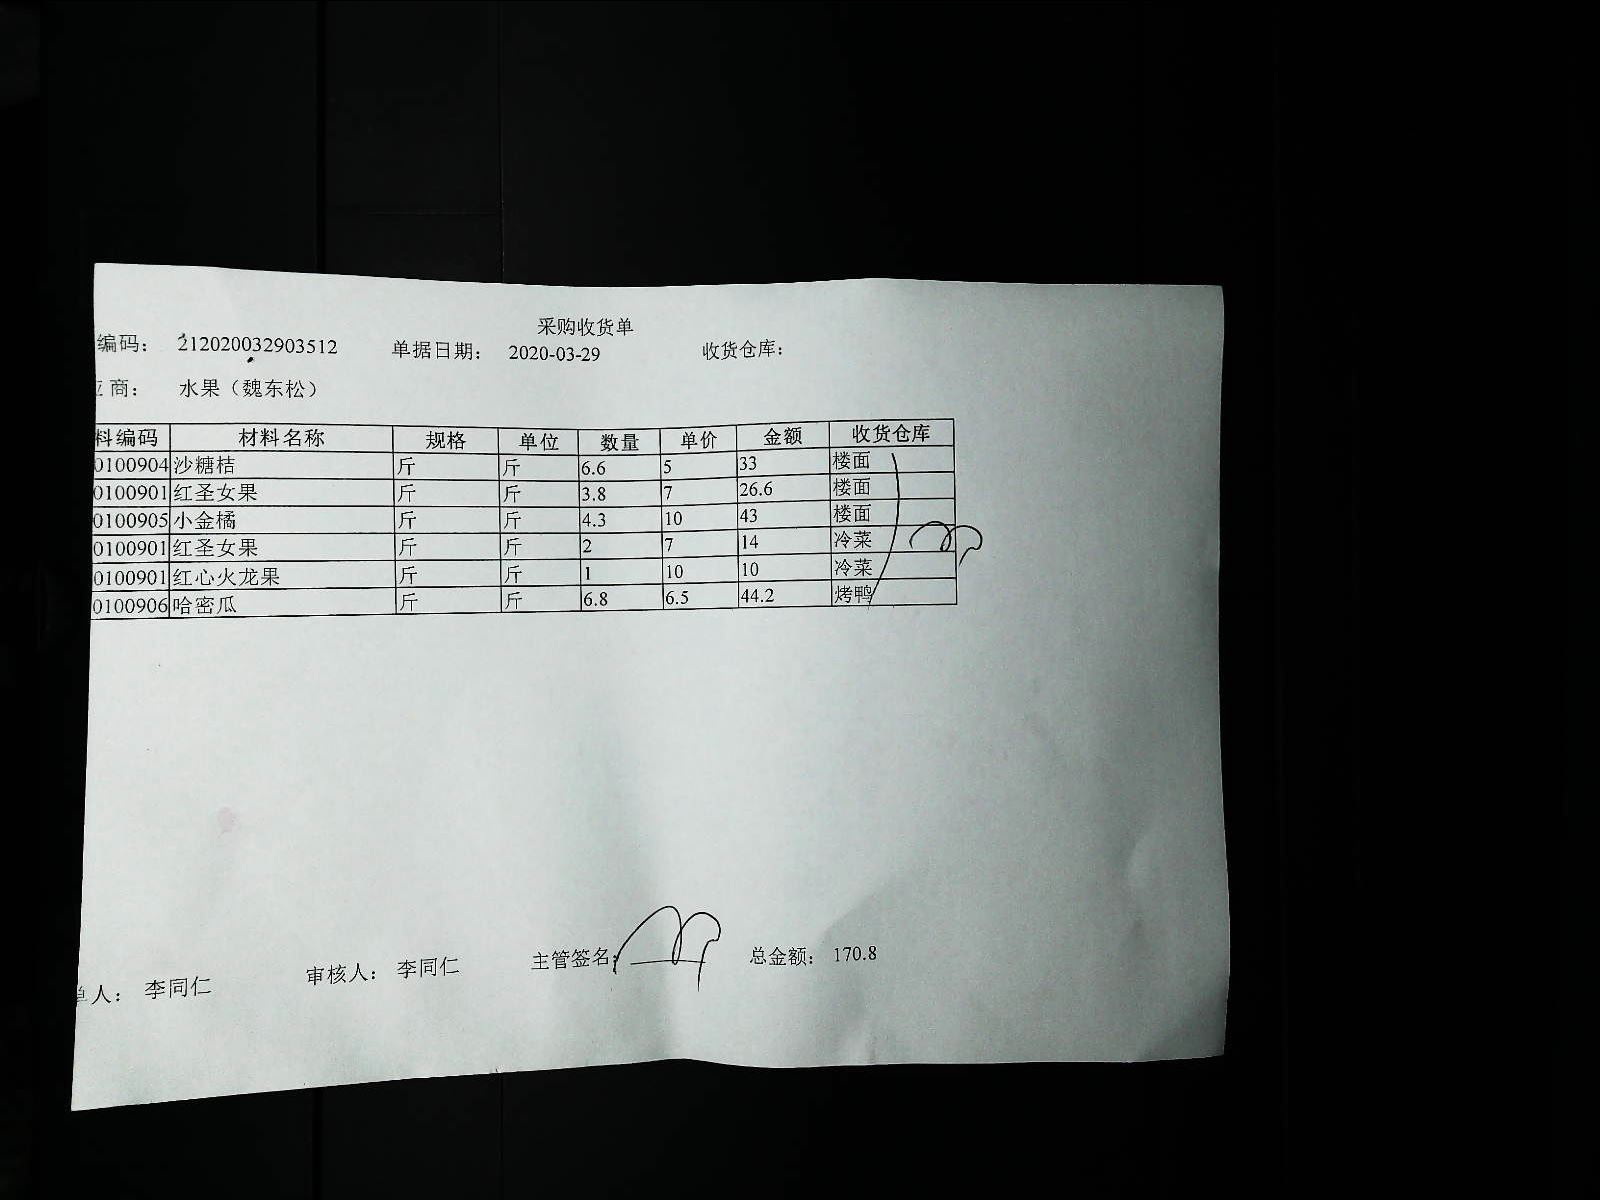 采购收货单
编码： 212020032903512 单据日期： 2020-03-29 收货仓库：
应商： 水果（魏东松）
料编码 材料名称 规格 单位 数量 单价 金额 收货仓库
0100904 沙糖桔 斤 斤 6.6 5 33 楼面
0100901 红圣女果 斤 斤 3.8 7 26.6 楼面
0100905 小金橘 斤 斤 4.3 10 43 楼面
0100901 红圣女果 斤 斤 2 7 14 冷菜
0100901 红心火龙果 斤 斤 1 10 10 冷菜
0100906 哈密瓜 斤 斤 6.8 6.5 44.2 烤鸭
单人： 李同仁 审核人： 李同仁 主管签名： 总金额： 170.8